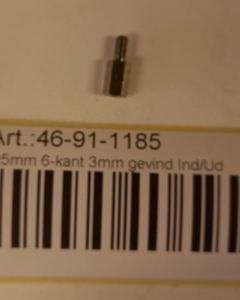 Art.:46-91-1185
5mm 6-kant 3mm gevind Ind/Ud